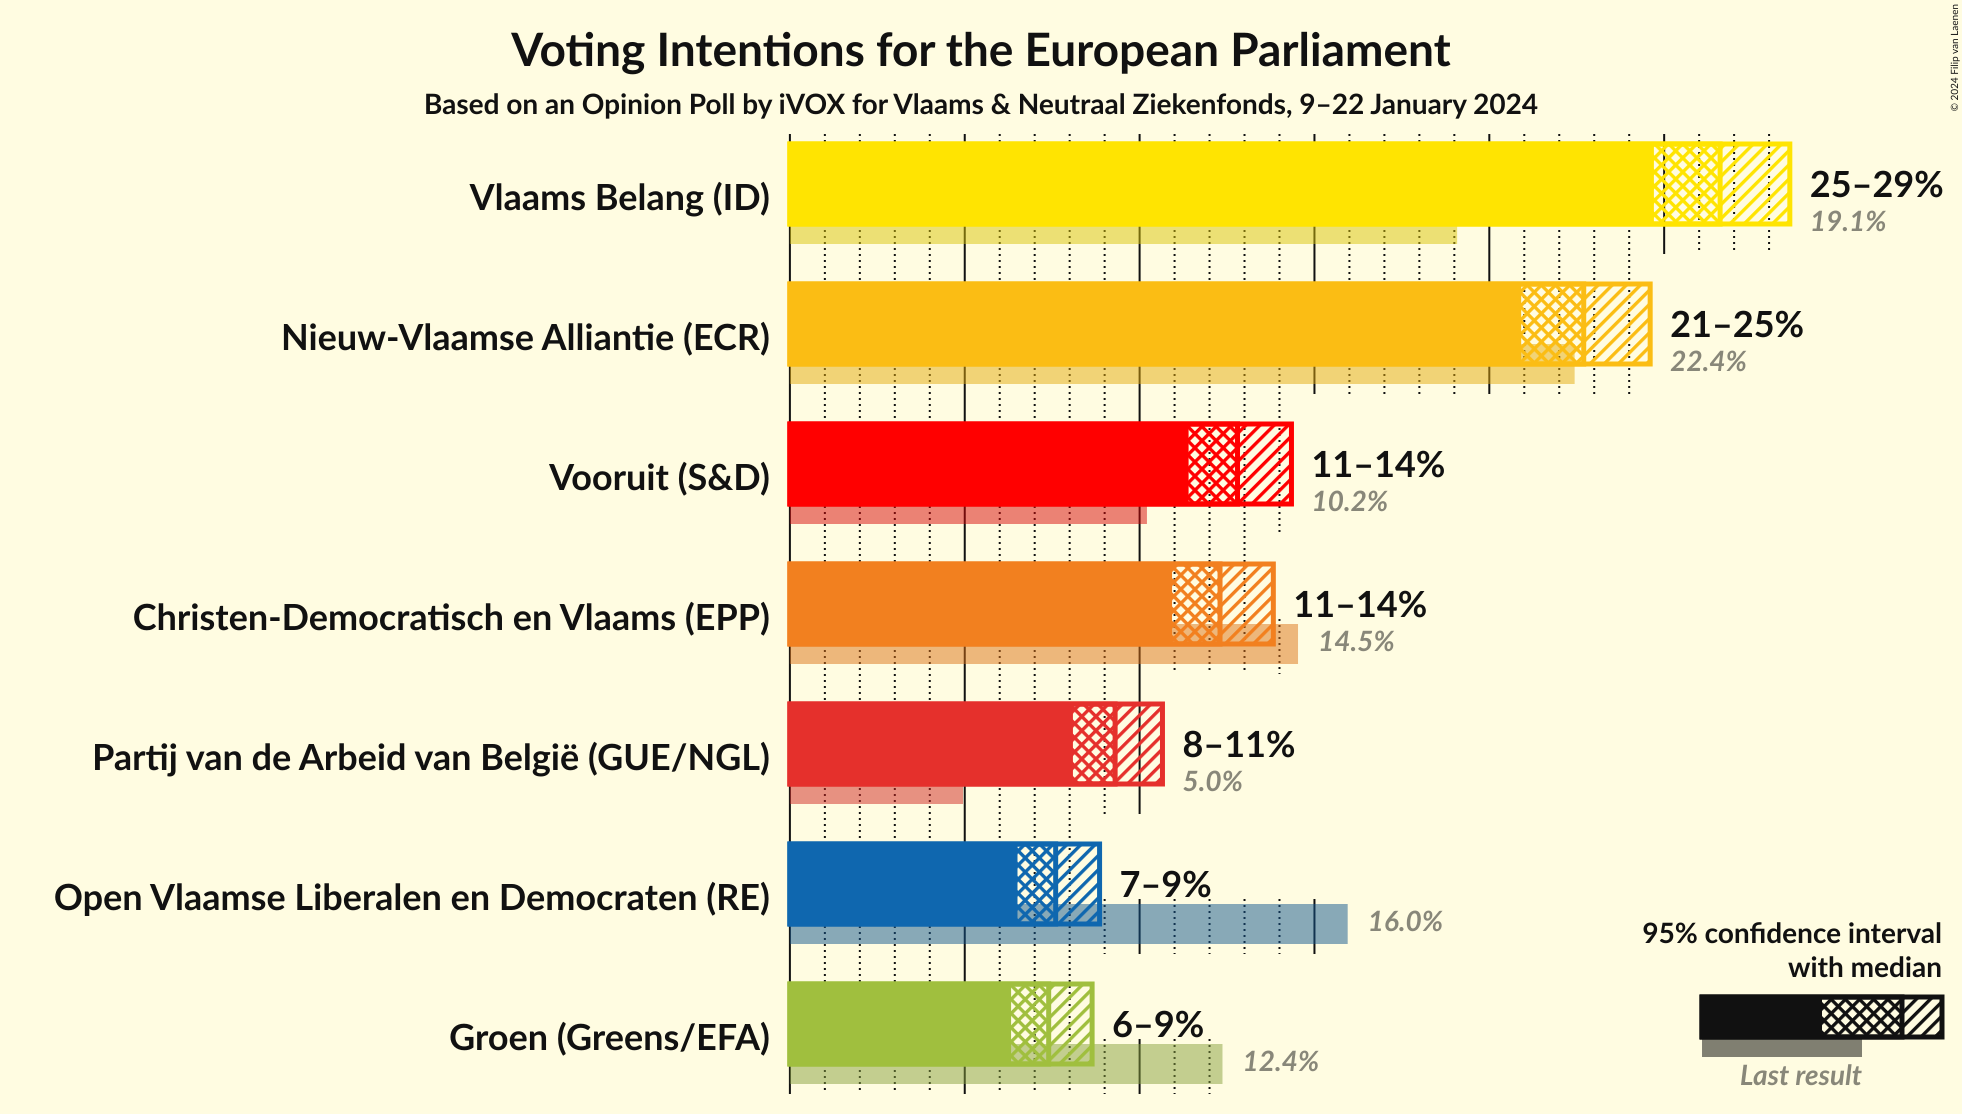 Voting Intentions for the European Parliament
Based on an Opinion Poll by iVOX for Vlaams & Neutraal Ziekenfonds, 9–22 January 2024
© 2024 Filip van Laenen
Vlaams Belang (ID)
25–29%
19.1%
Nieuw-Vlaamse Alliantie (ECR)
21–25%
22.4%
Vooruit (S&D)
11–14%
10.2%
Christen-Democratisch en Vlaams (EPP)
11–14%
14.5%
Partij van de Arbeid van België (GUE/NGL)
8–11%
5.0%
Open Vlaamse Liberalen en Democraten (RE)
7–9%
16.0%
Groen (Greens/EFA)
6–9%
12.4%
95% confidence interval
with median
Last result